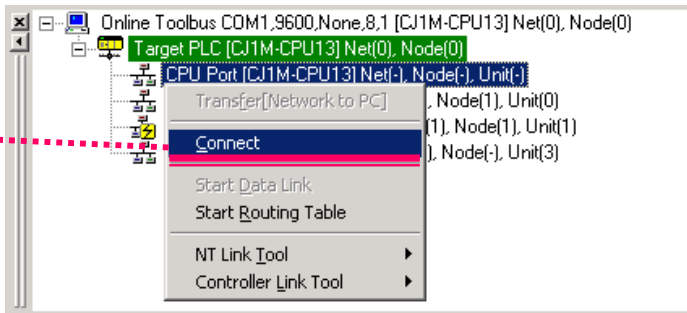 Online Toolbus COM1,9600,None,8,1 [CJ1M-CPU13] Net(0), Node(0)
Target PLC [CJ1M-CPU13] Net(0), Node(0)
CPU Port [CJ1M-CPU13] Net(-), Node(-), Unit(-)
Transfer[Network to PC]
, Node(1), Unit(0)
(1), Node(1), Unit(1)
Connect
), Node(-), Unit(3)
Start Data Link
Start Routing Table
NT Link Tool
Controller Link Tool